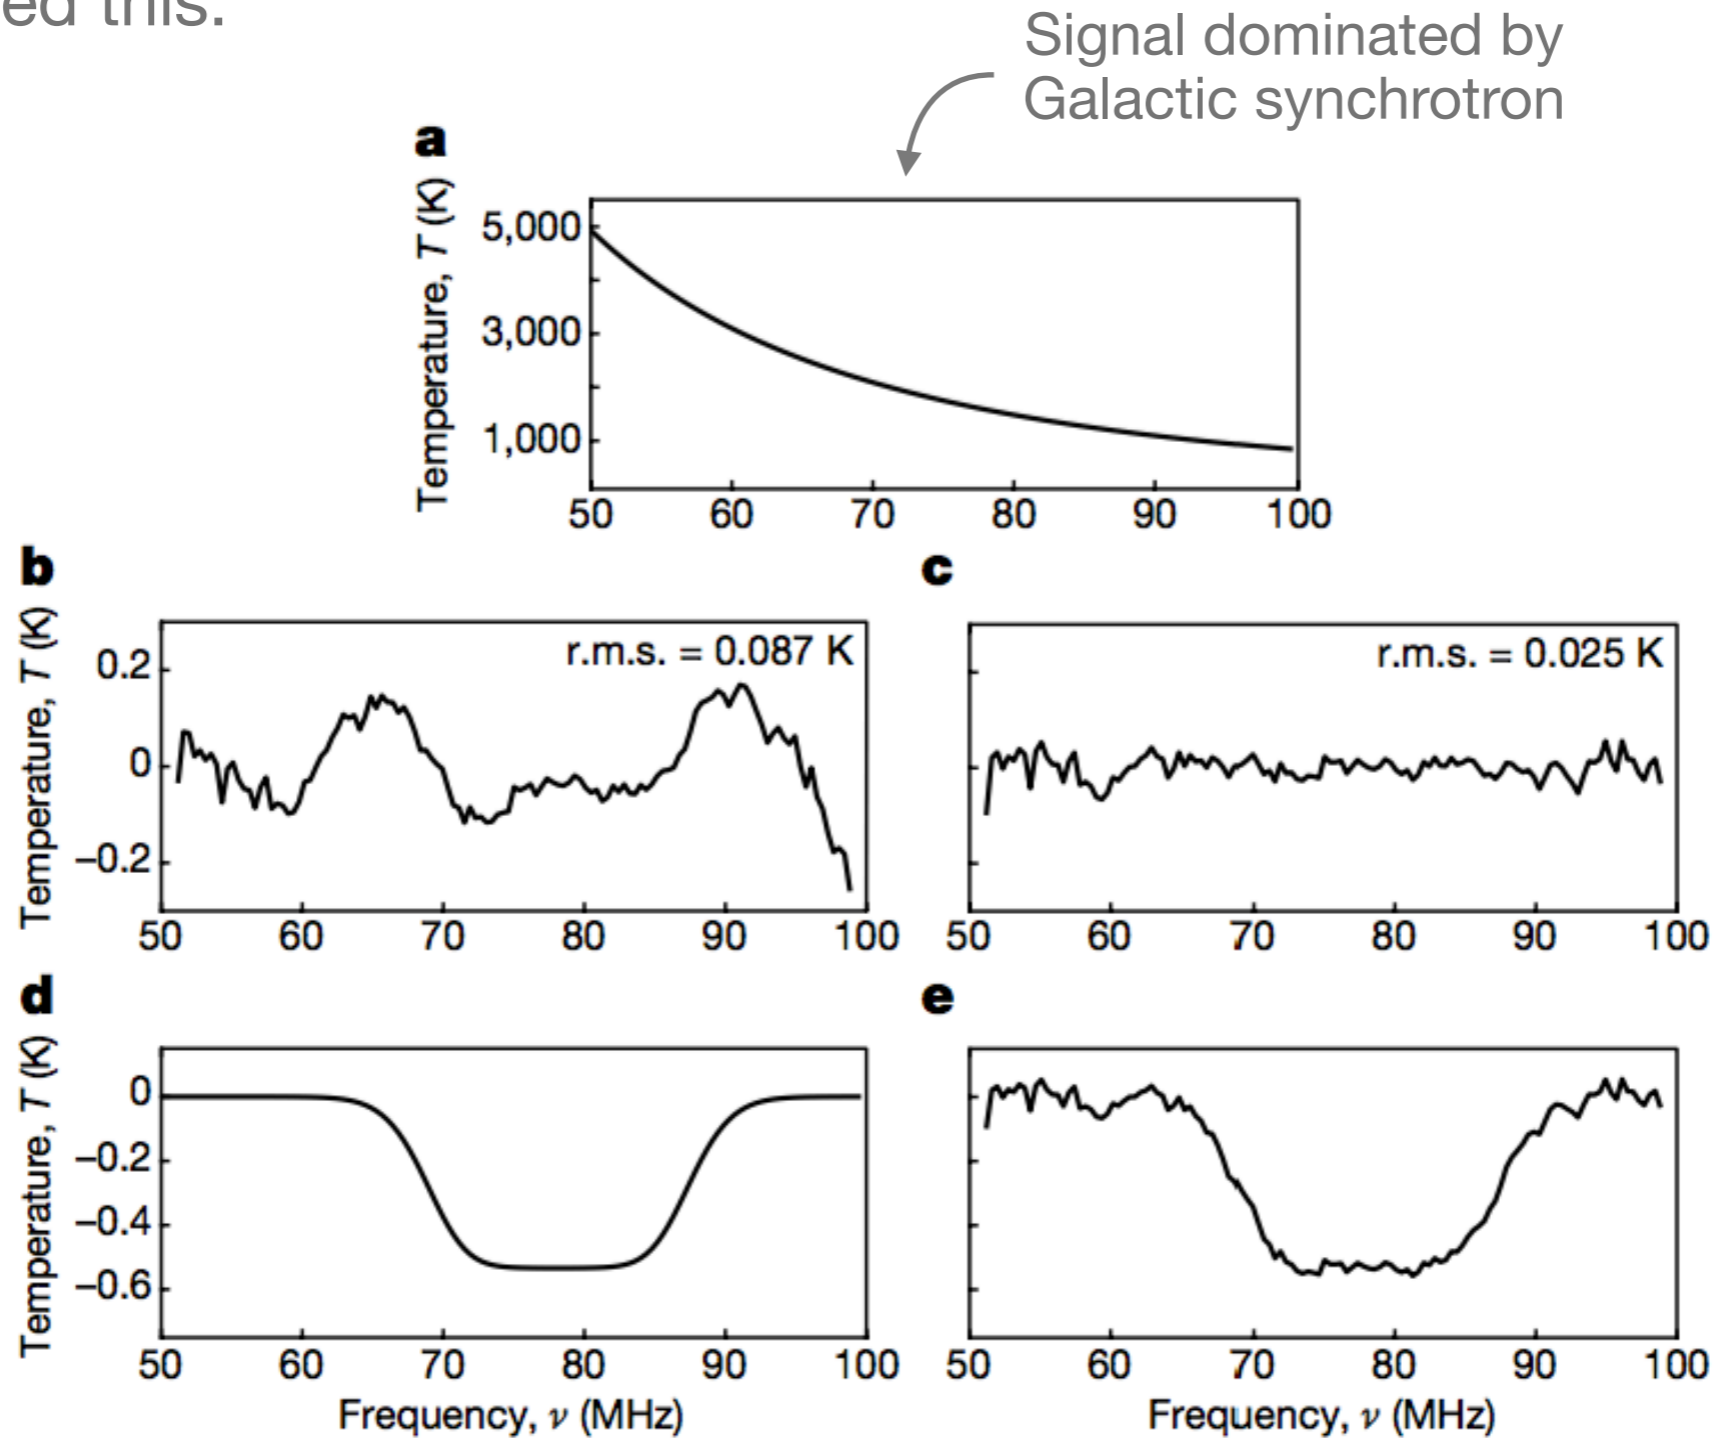 ed this.
Signal dominated by
Galactic synchrotron
a
Temperature, T (K)
5,000
3,000
1,000
50 60 70 80 90 100
b
Temperature, T (K)
r.m.s. = 0.087 K
0.2
0
−0.2
50 60 70 80 90 100
c
r.m.s. = 0.025 K
50 60 70 80 90 100
d
Temperature, T (K)
0
−0.2
−0.4
−0.6
50 60 70 80 90 100
Frequency, ν (MHz)
e
50 60 70 80 90 100
Frequency, ν (MHz)